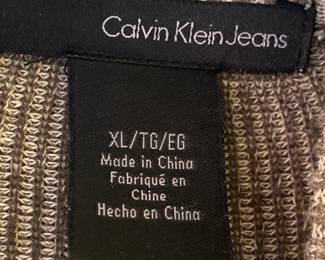 Calvin Klein Jeans
XL/TG/EG
Made in China
Fabriqué en
Chine
Hecho en China